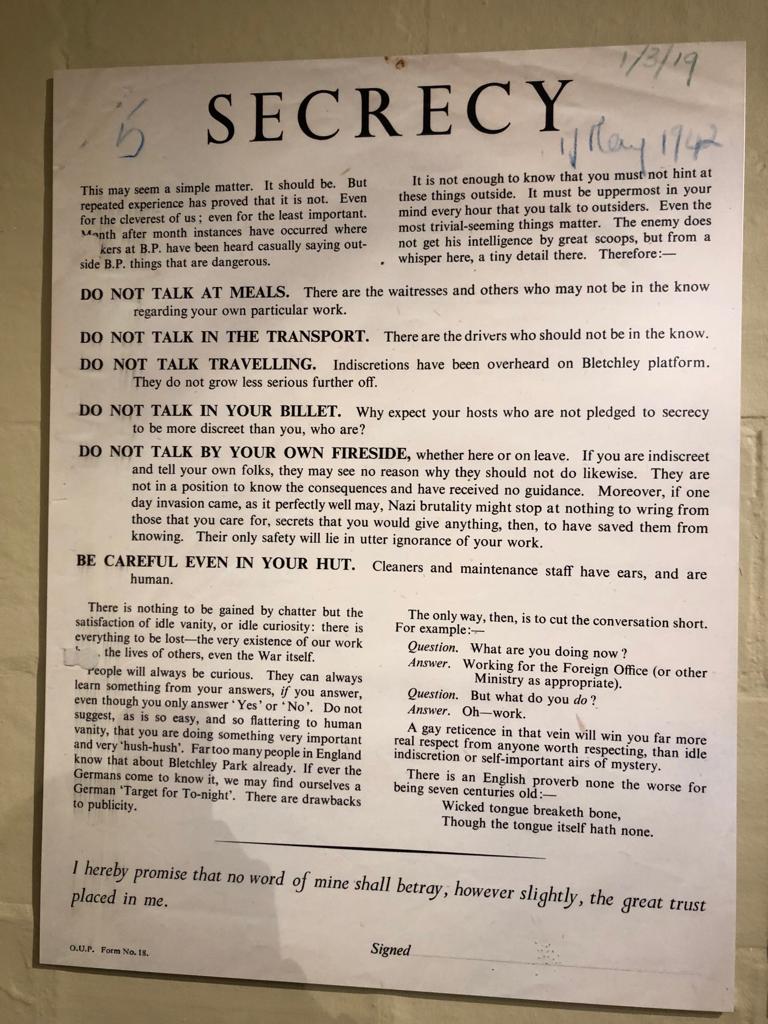 1/3/19
SECRECY
May 1942
This may seem a simple matter. It should be. But
repeated experience has proved that it is not. Even
for the cleverest of us; even for the least important.
Month after month instances have occurred where
kers at B.P. have been heard casually saying out-
side B.P. things that are dangerous.
It is not enough to know that you must not hint at
these things outside. It must be uppermost in your
mind every hour that you talk to outsiders. Even the
most trivial-seeming things matter. The enemy does
not get his intelligence by great scoops, but from a
whisper here, a tiny detail there. Therefore:—
DO NOT TALK AT MEALS. There are the waitresses and others who may not be in the know
regarding your own particular work.
DO NOT TALK IN THE TRANSPORT. There are the drivers who should not be in the know.
DO NOT TALK TRAVELLING. Indiscretions have been overheard on Bletchley platform.
They do not grow less serious further off.
DO NOT TALK IN YOUR BILLET. Why expect your hosts who are not pledged to secrecy
to be more discreet than you, who are?
DO NOT TALK BY YOUR OWN FIRESIDE, whether here or on leave. If you are indiscreet
and tell your own folks, they may see no reason why they should not do likewise. They are
not in a position to know the consequences and have received no guidance. Moreover, if one
day invasion came, as it perfectly well may, Nazi brutality might stop at nothing to wring from
those that you care for, secrets that you would give anything, then, to have saved them from
knowing. Their only safety will lie in utter ignorance of your work.
BE CAREFUL EVEN IN YOUR HUT. Cleaners and maintenance staff have ears, and are
human.
There is nothing to be gained by chatter but the
satisfaction of idle vanity, or idle curiosity: there is
everything to be lost—the very existence of our work
the lives of others, even the War itself.
People will always be curious. They can always
learn something from your answers, if you answer,
even though you only answer 'Yes' or 'No'. Do not
suggest, as is so easy, and so flattering to human
vanity, that you are doing something very important
and very 'hush-hush'. Far too many people in England
know that about Bletchley Park already. If ever the
Germans come to know it, we may find ourselves a
German 'Target for To-night'. There are drawbacks
to publicity.
The only way, then, is to cut the conversation short.
For example:—
Question. What are you doing now?
Answer. Working for the Foreign Office (or other
Ministry as appropriate).
Question. But what do you do?
Answer. Oh—work.
A gay reticence in that vein will win you far more
real respect from anyone worth respecting, than idle
indiscretion or self-important airs of mystery.
There is an English proverb none the worse for
being seven centuries old:—
Wicked tongue breaketh bone,
Though the tongue itself hath none.
I hereby promise that no word of mine shall betray, however slightly, the great trust
placed in me.
O.U.P. Form No. 18.
Signed